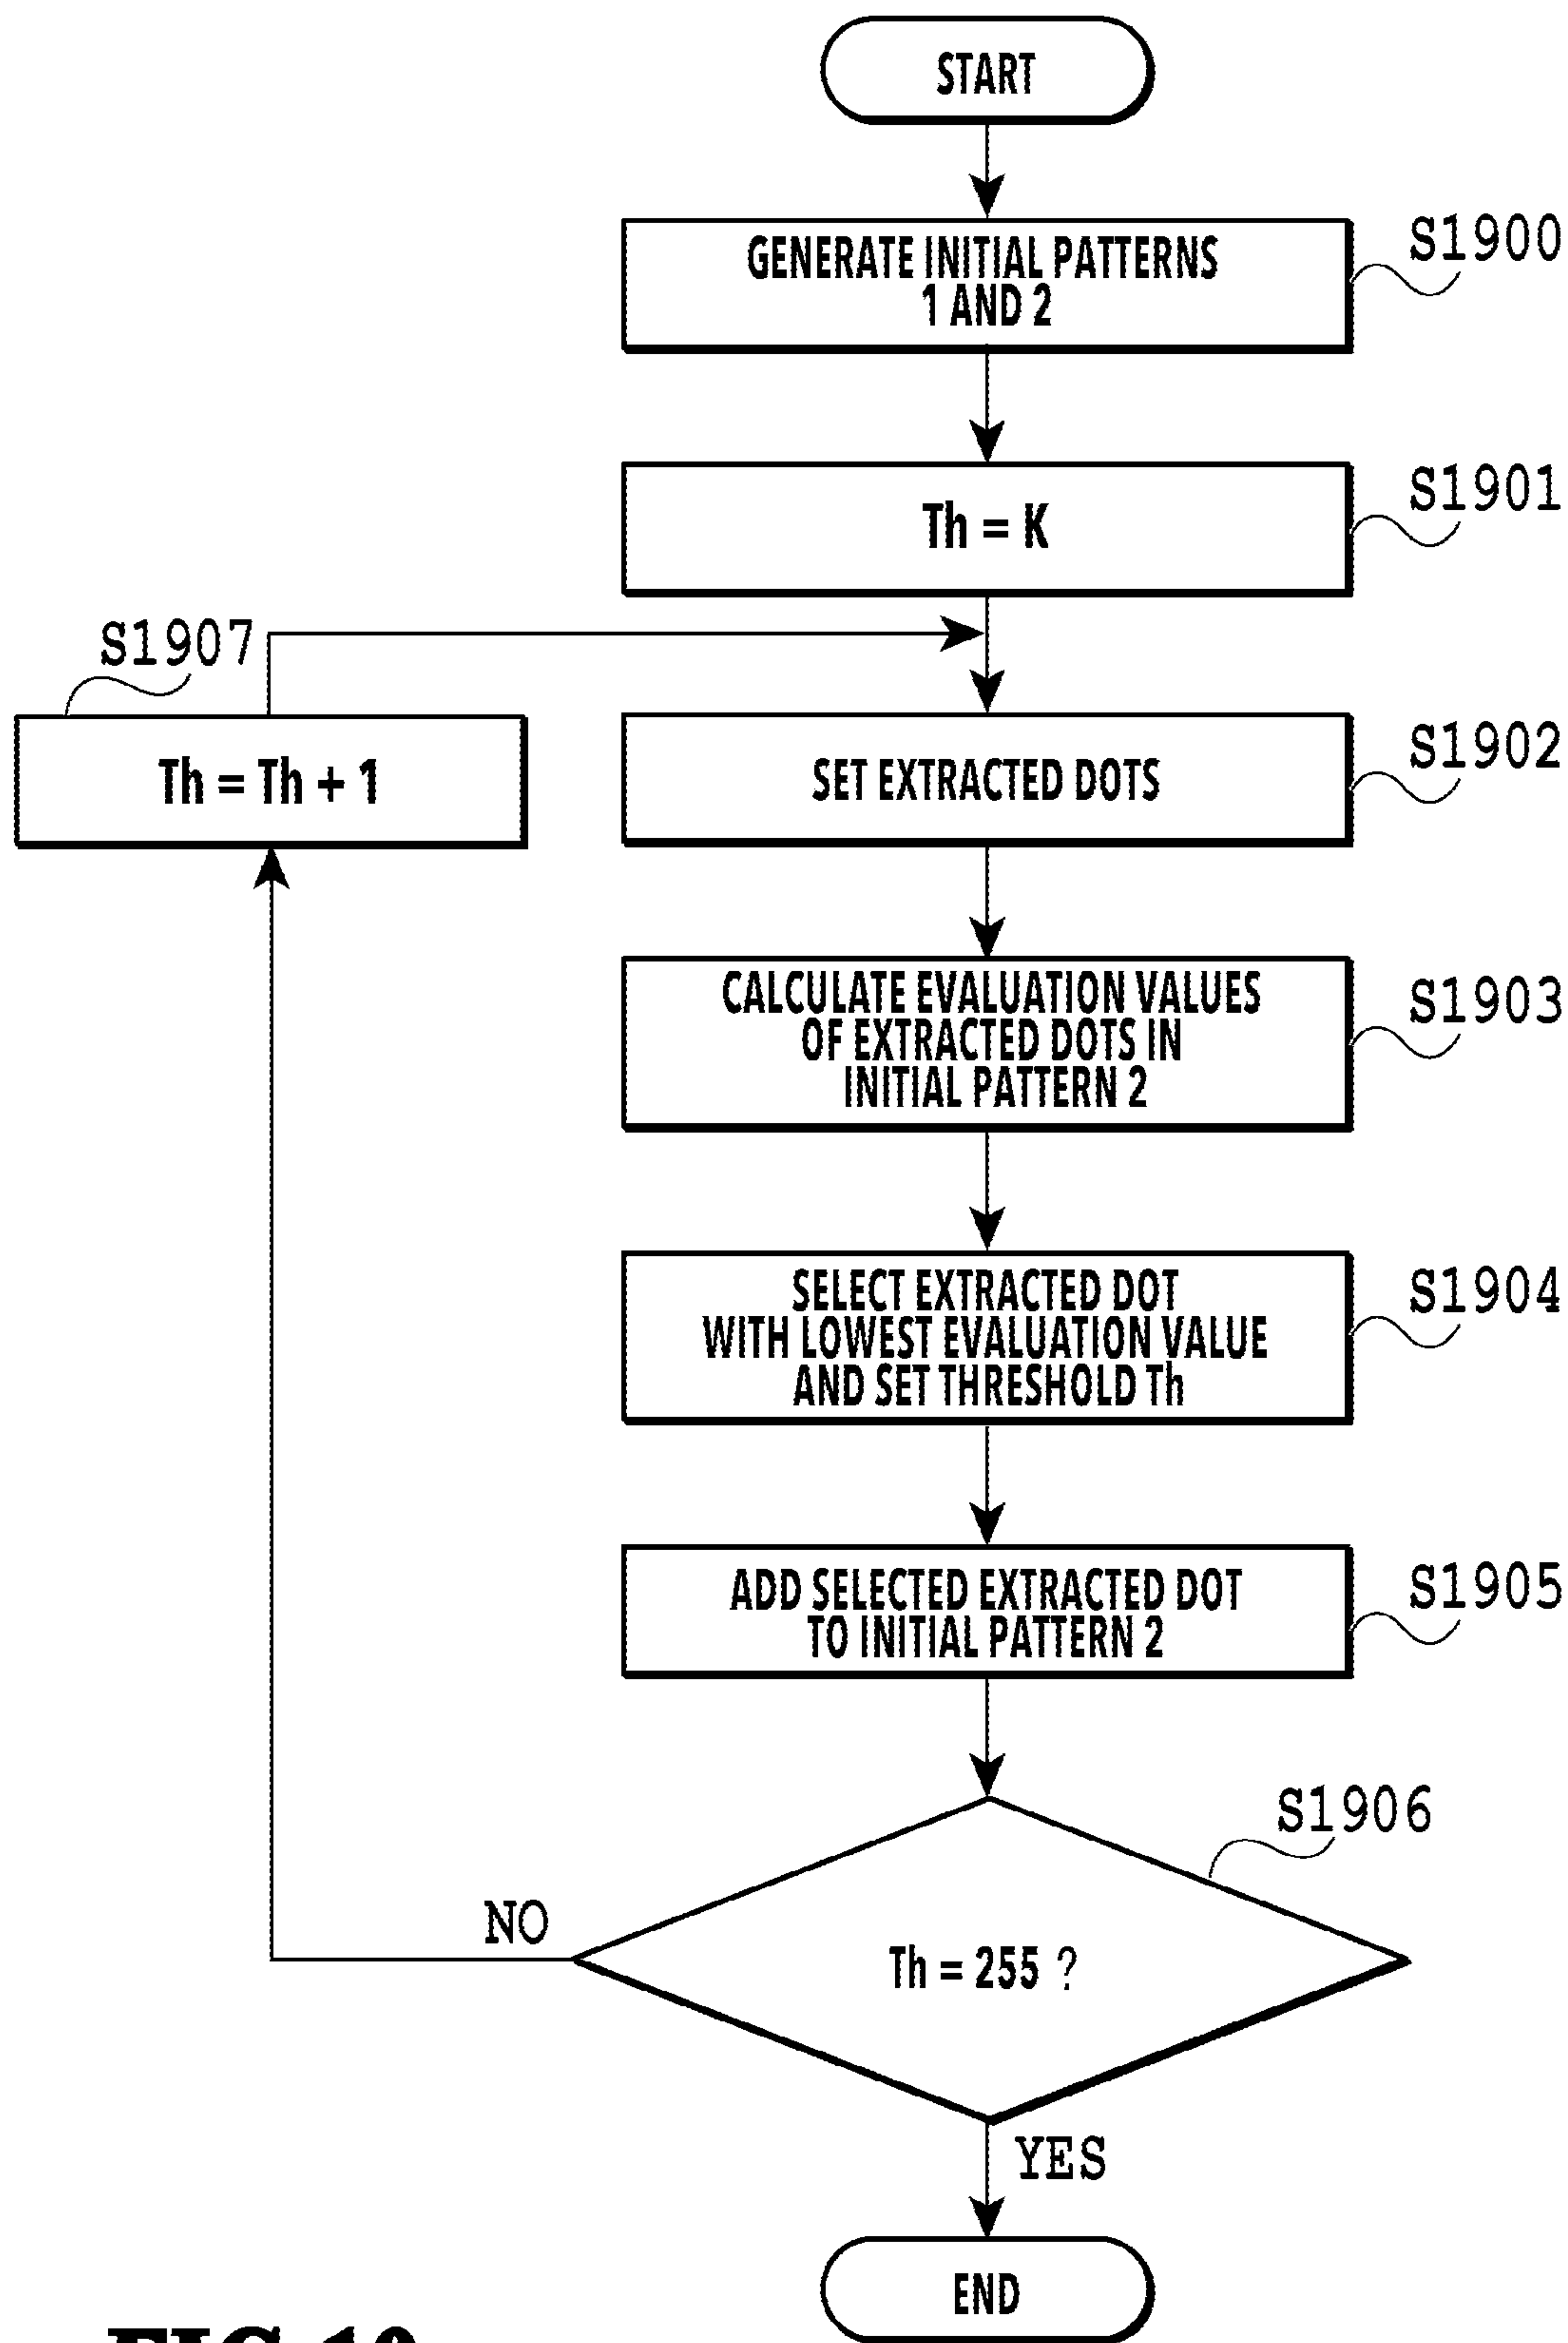 START
GENERATE INITIAL PATTERNS
1 AND 2
S1900
Th = K
S1901
S1907
Th = Th + 1
SET EXTRACTED DOTS
S1902
CALCULATE EVALUATION VALUES
OF EXTRACTED DOTS IN
INITIAL PATTERN 2
S1903
SELECT EXTRACTED DOT
WITH LOWEST EVALUATION VALUE
AND SET THRESHOLD Th
S1904
ADD SELECTED EXTRACTED DOT
TO INITIAL PATTERN 2
S1905
S1906
NO
Th = 255 ?
YES
END